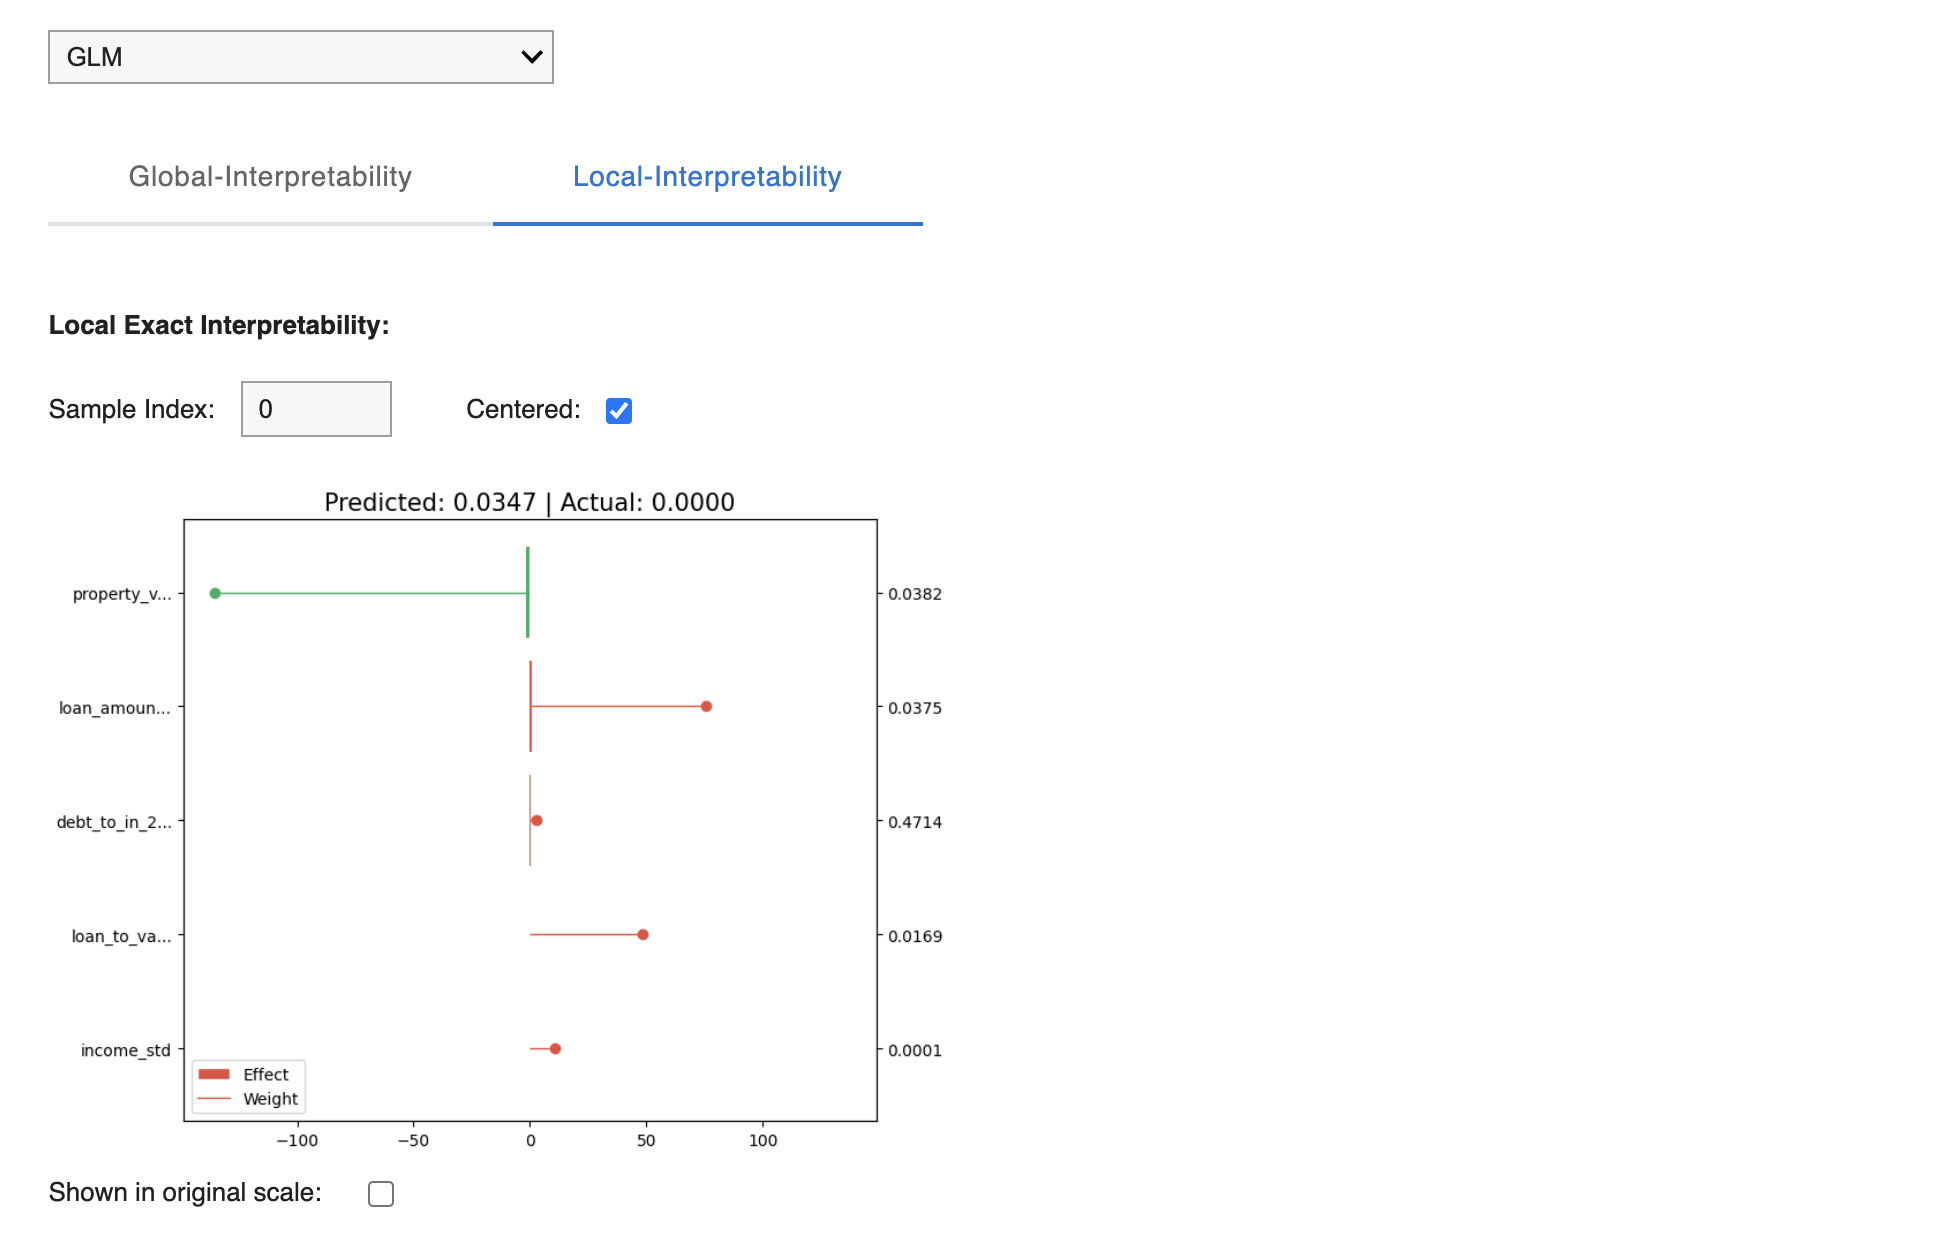 GLM
Global-Interpretability Local-Interpretability
Local Exact Interpretability:
Sample Index: 0 Centered:
Predicted: 0.0347 | Actual: 0.0000
property_v... 0.0382
loan_amoun... 0.0375
debt_to_in_2... 0.4714
loan_to_va... 0.0169
income_std 0.0001
Effect
Weight
−100 −50 0 50 100
Shown in original scale: